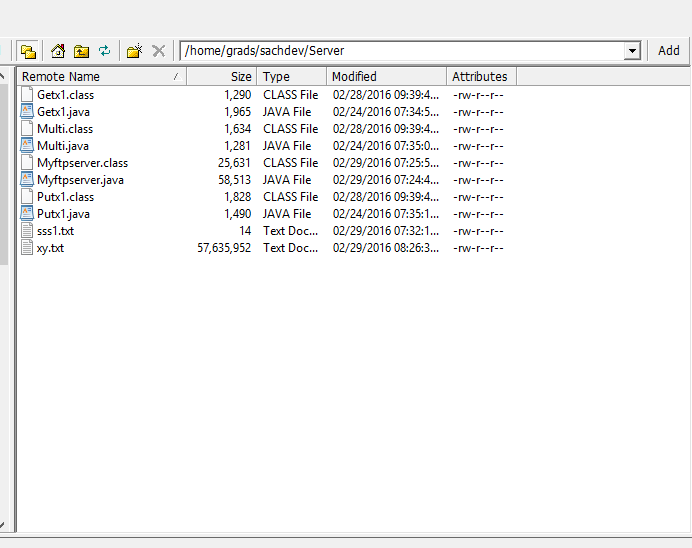 /home/grads/sachdev/Server Add
Remote Name Size Type Modified Attributes
Getx1.class 1,290 CLASS File 02/28/2016 09:39:4... -rw-r--r--
Getx1.java 1,965 JAVA File 02/24/2016 07:34:5... -rw-r--r--
Multi.class 1,634 CLASS File 02/28/2016 09:39:4... -rw-r--r--
Multi.java 1,281 JAVA File 02/24/2016 07:35:0... -rw-r--r--
Myftpserver.class 25,631 CLASS File 02/29/2016 07:25:5... -rw-r--r--
Myftpserver.java 58,513 JAVA File 02/29/2016 07:24:4... -rw-r--r--
Putx1.class 1,828 CLASS File 02/28/2016 09:39:4... -rw-r--r--
Putx1.java 1,490 JAVA File 02/24/2016 07:35:1... -rw-r--r--
sss1.txt 14 Text Doc... 02/29/2016 07:32:1... -rw-r--r--
xy.txt 57,635,952 Text Doc... 02/29/2016 08:26:3... -rw-r--r--